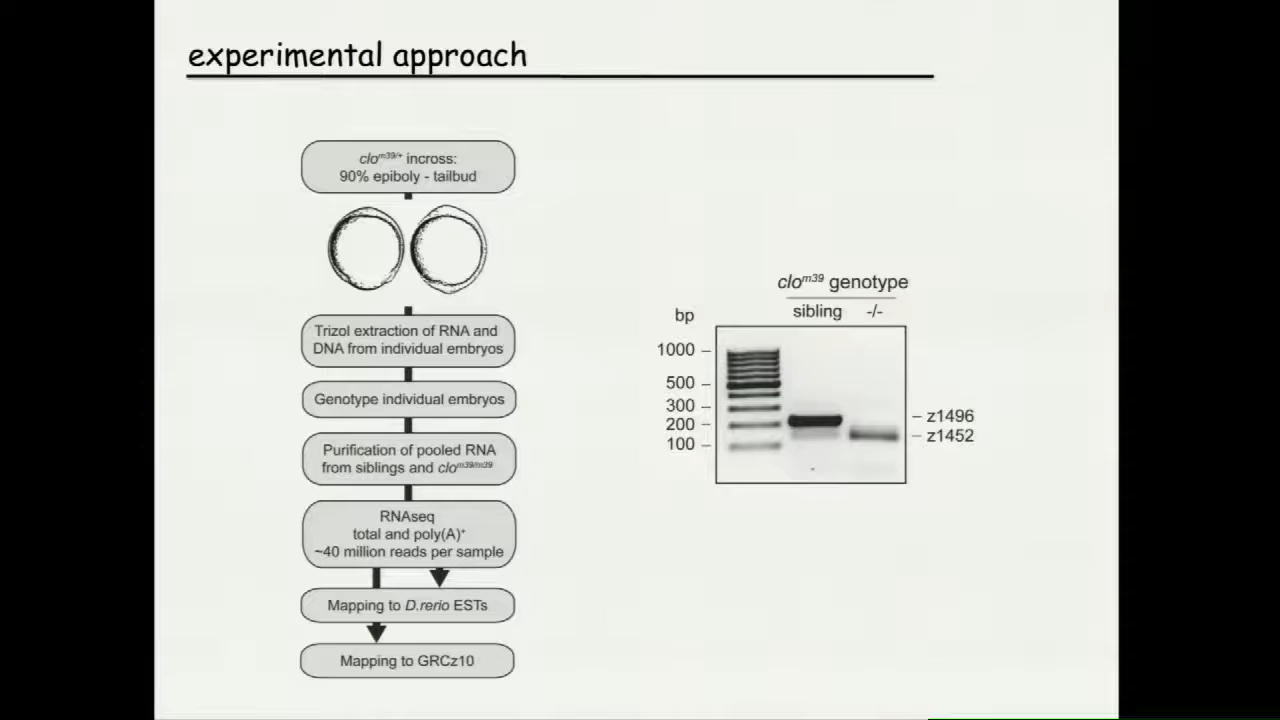 experimental approach
clo^m39/+ incross:
90% epiboly - tailbud
Trizol extraction of RNA and
DNA from individual embryos
Genotype individual embryos
Purification of pooled RNA
from siblings and clo^m39/m39
RNAseq
total and poly(A)⁺
~40 million reads per sample
Mapping to D.rerio ESTs
Mapping to GRCz10
clo^m39 genotype
bp
sibling -/-
1000
500
300
200
100
z1496
z1452